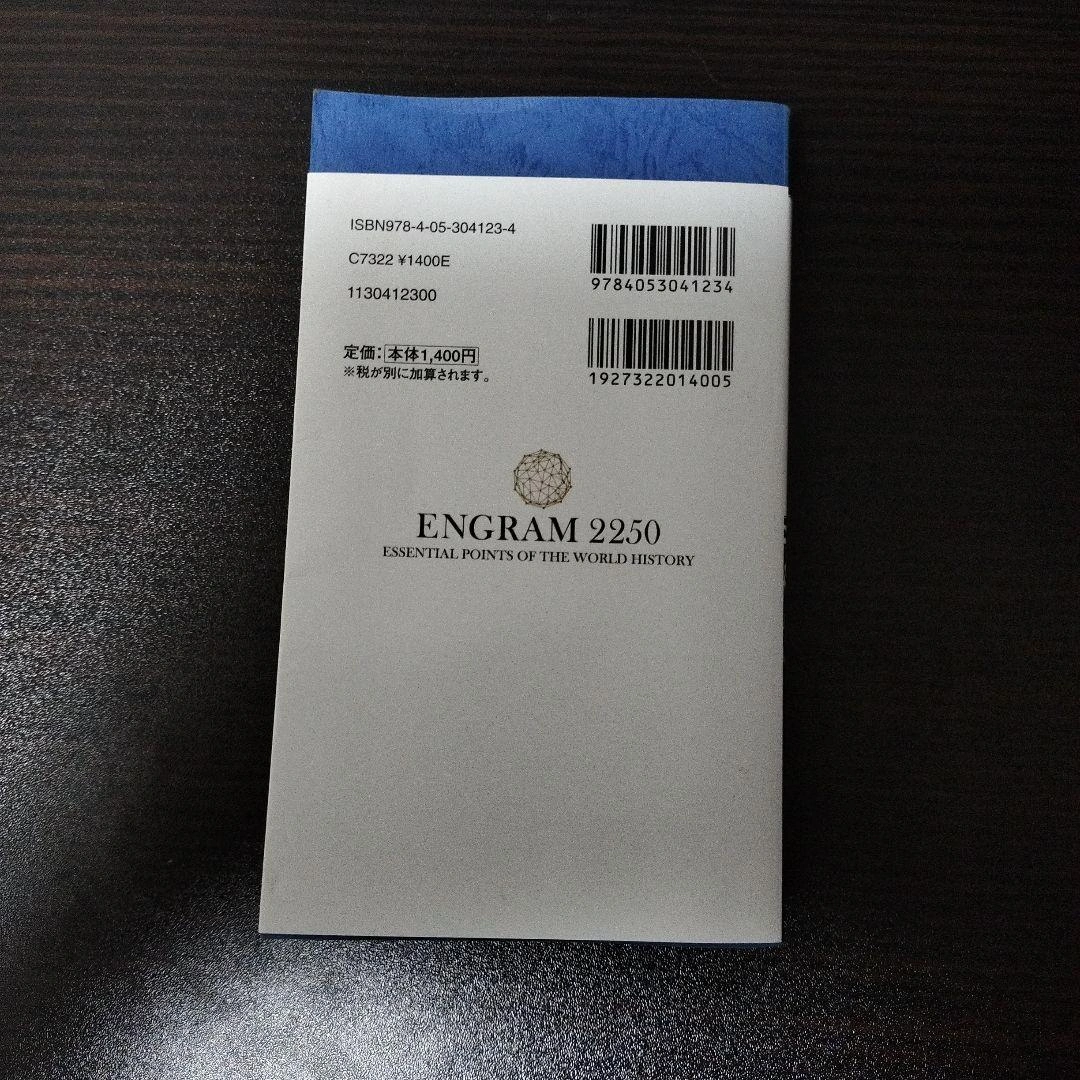 ISBN978-4-05-304123-4
C7322 ¥1400E
1130412300
定価：本体1,400円
※税が別に加算されます。
9784053041234
1927322014005
ENGRAM 2250
ESSENTIAL POINTS OF THE WORLD HISTORY